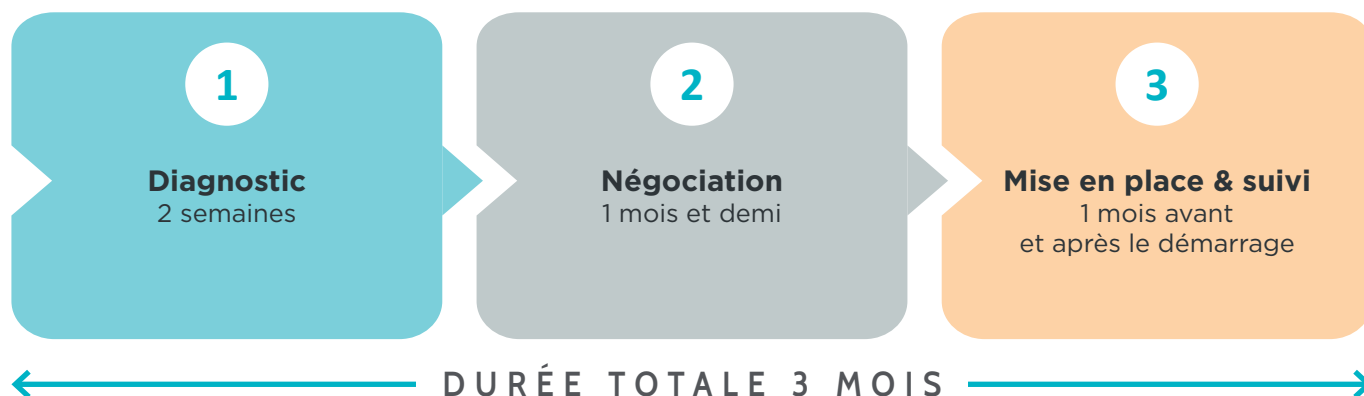 1
Diagnostic
2 semaines
2
Négociation
1 mois et demi
3
Mise en place & suivi
1 mois avant
et après le démarrage
DURÉE TOTALE 3 MOIS